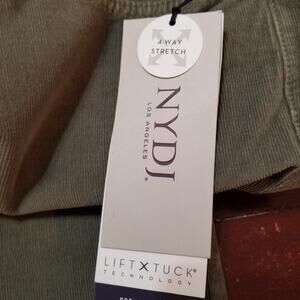 4 WAY
STRETCH
NYDJ
LOS ANGELES®
LIFT X TUCK®
TECHNOLOGY